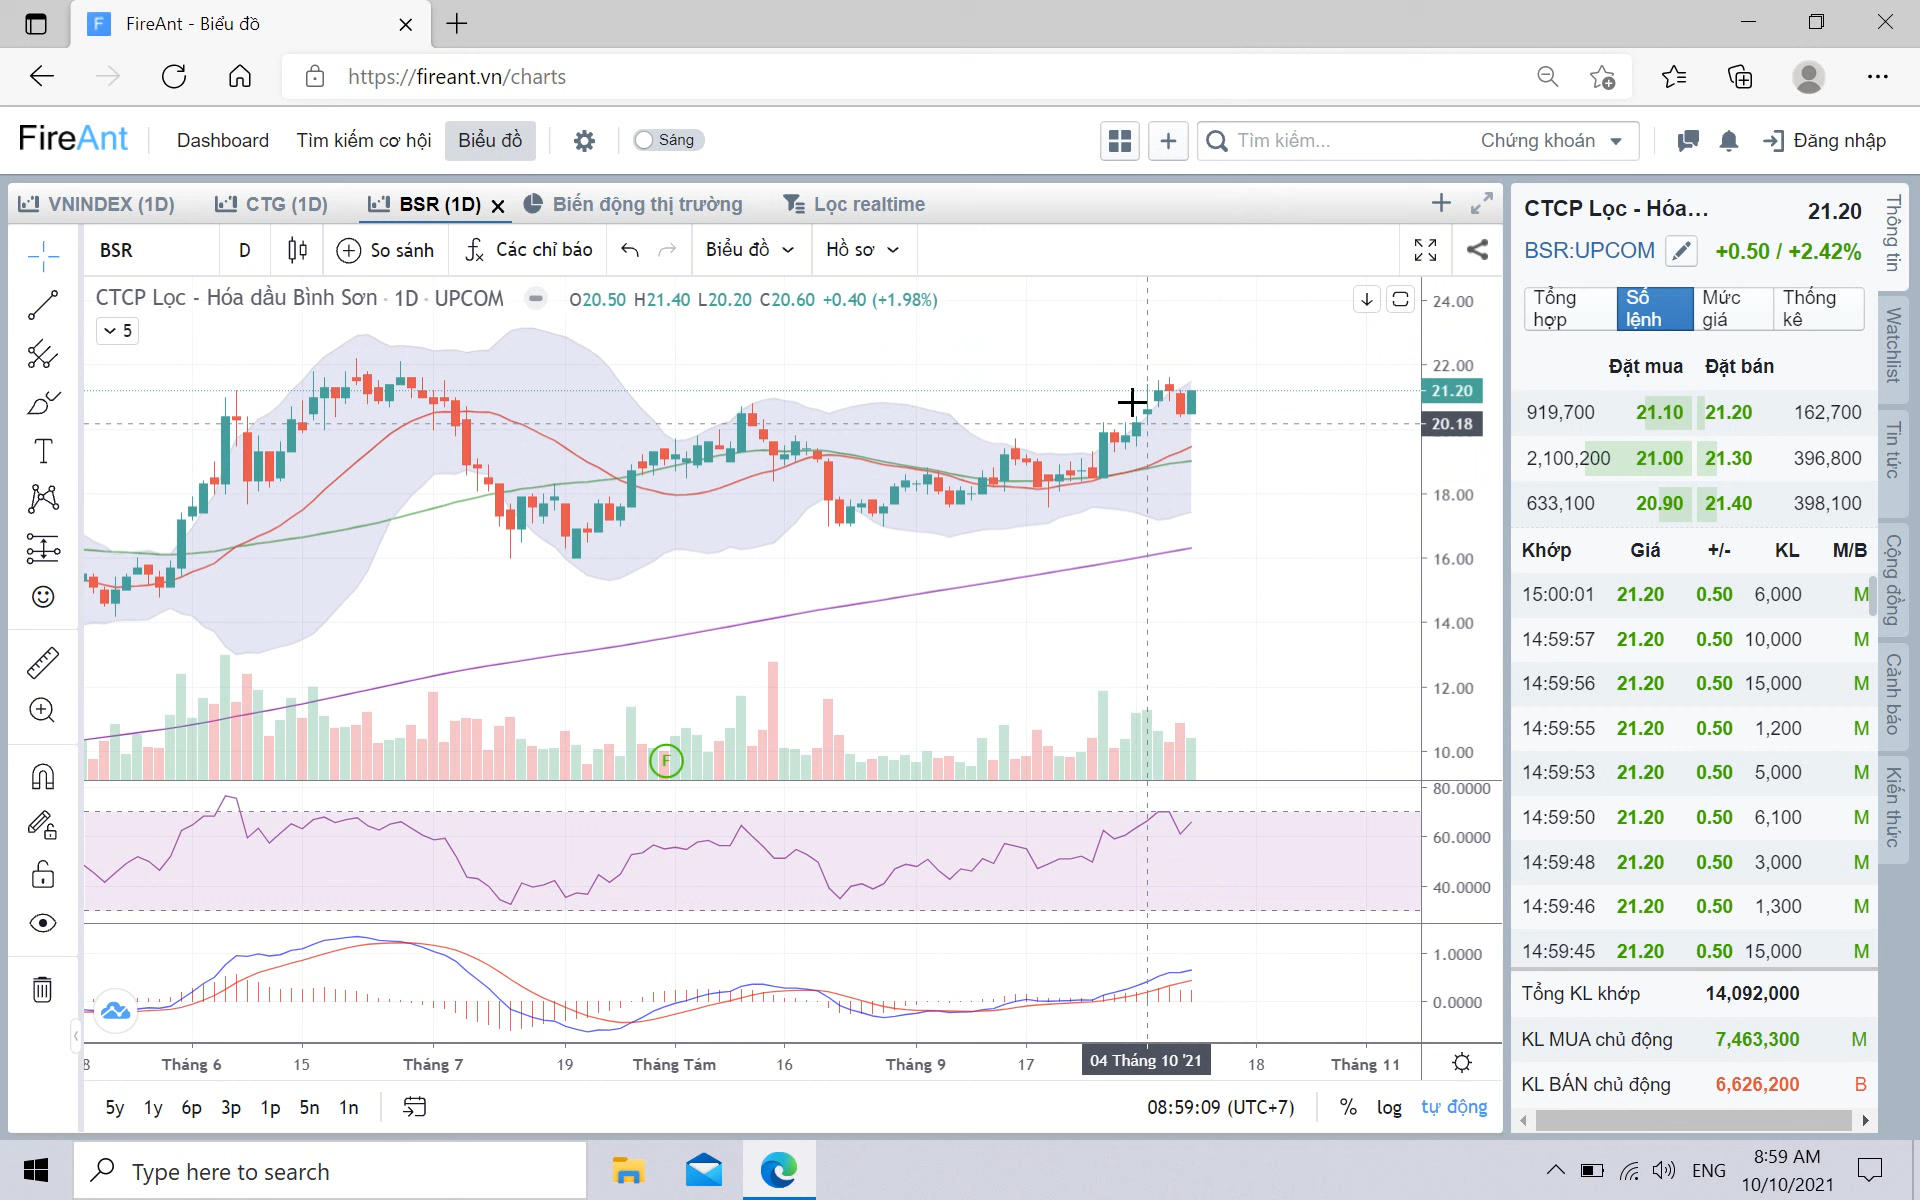 FireAnt - Biểu đồ
https://fireant.vn/charts
FireAnt
Dashboard
Tìm kiếm cơ hội
Biểu đồ
Sáng
Tìm kiếm...
Chứng khoán
Đăng nhập
VNINDEX (1D)
CTG (1D)
BSR (1D)
Biến động thị trường
Lọc realtime
BSR
D
So sánh
Các chỉ báo
Biểu đồ
Hồ sơ
CTCP Lọc - Hóa dầu Bình Sơn · 1D · UPCOM
O20.50 H21.40 L20.20 C20.60 +0.40 (+1.98%)
5
24.00
22.00
21.20
20.18
18.00
16.00
14.00
12.00
10.00
F
80.0000
60.0000
40.0000
1.0000
0.0000
8
Tháng 6
15
Tháng 7
19
Tháng Tám
16
Tháng 9
17
04 Tháng 10 '21
18
Tháng 11
5y 1y 6p 3p 1p 5n 1n
08:59:09 (UTC+7)
%
log
tự động
CTCP Lọc - Hóa...
21.20
BSR:UPCOM
+0.50 / +2.42%
Tổng hợp
Sổ lệnh
Mức giá
Thống kê
Đặt mua Đặt bán
919,700 21.10 21.20 162,700
2,100,200 21.00 21.30 396,800
633,100 20.90 21.40 398,100
Khớp Giá +/- KL M/B
15:00:01 21.20 0.50 6,000 M
14:59:57 21.20 0.50 10,000 M
14:59:56 21.20 0.50 15,000 M
14:59:55 21.20 0.50 1,200 M
14:59:53 21.20 0.50 5,000 M
14:59:50 21.20 0.50 6,100 M
14:59:48 21.20 0.50 3,000 M
14:59:46 21.20 0.50 1,300 M
14:59:45 21.20 0.50 15,000 M
Tổng KL khớp 14,092,000
KL MUA chủ động 7,463,300 M
KL BÁN chủ động 6,626,200 B
Thông tin
Watchlist
Tin tức
Cộng đồng
Cảnh báo
Kiến thức
Type here to search
ENG
8:59 AM
10/10/2021